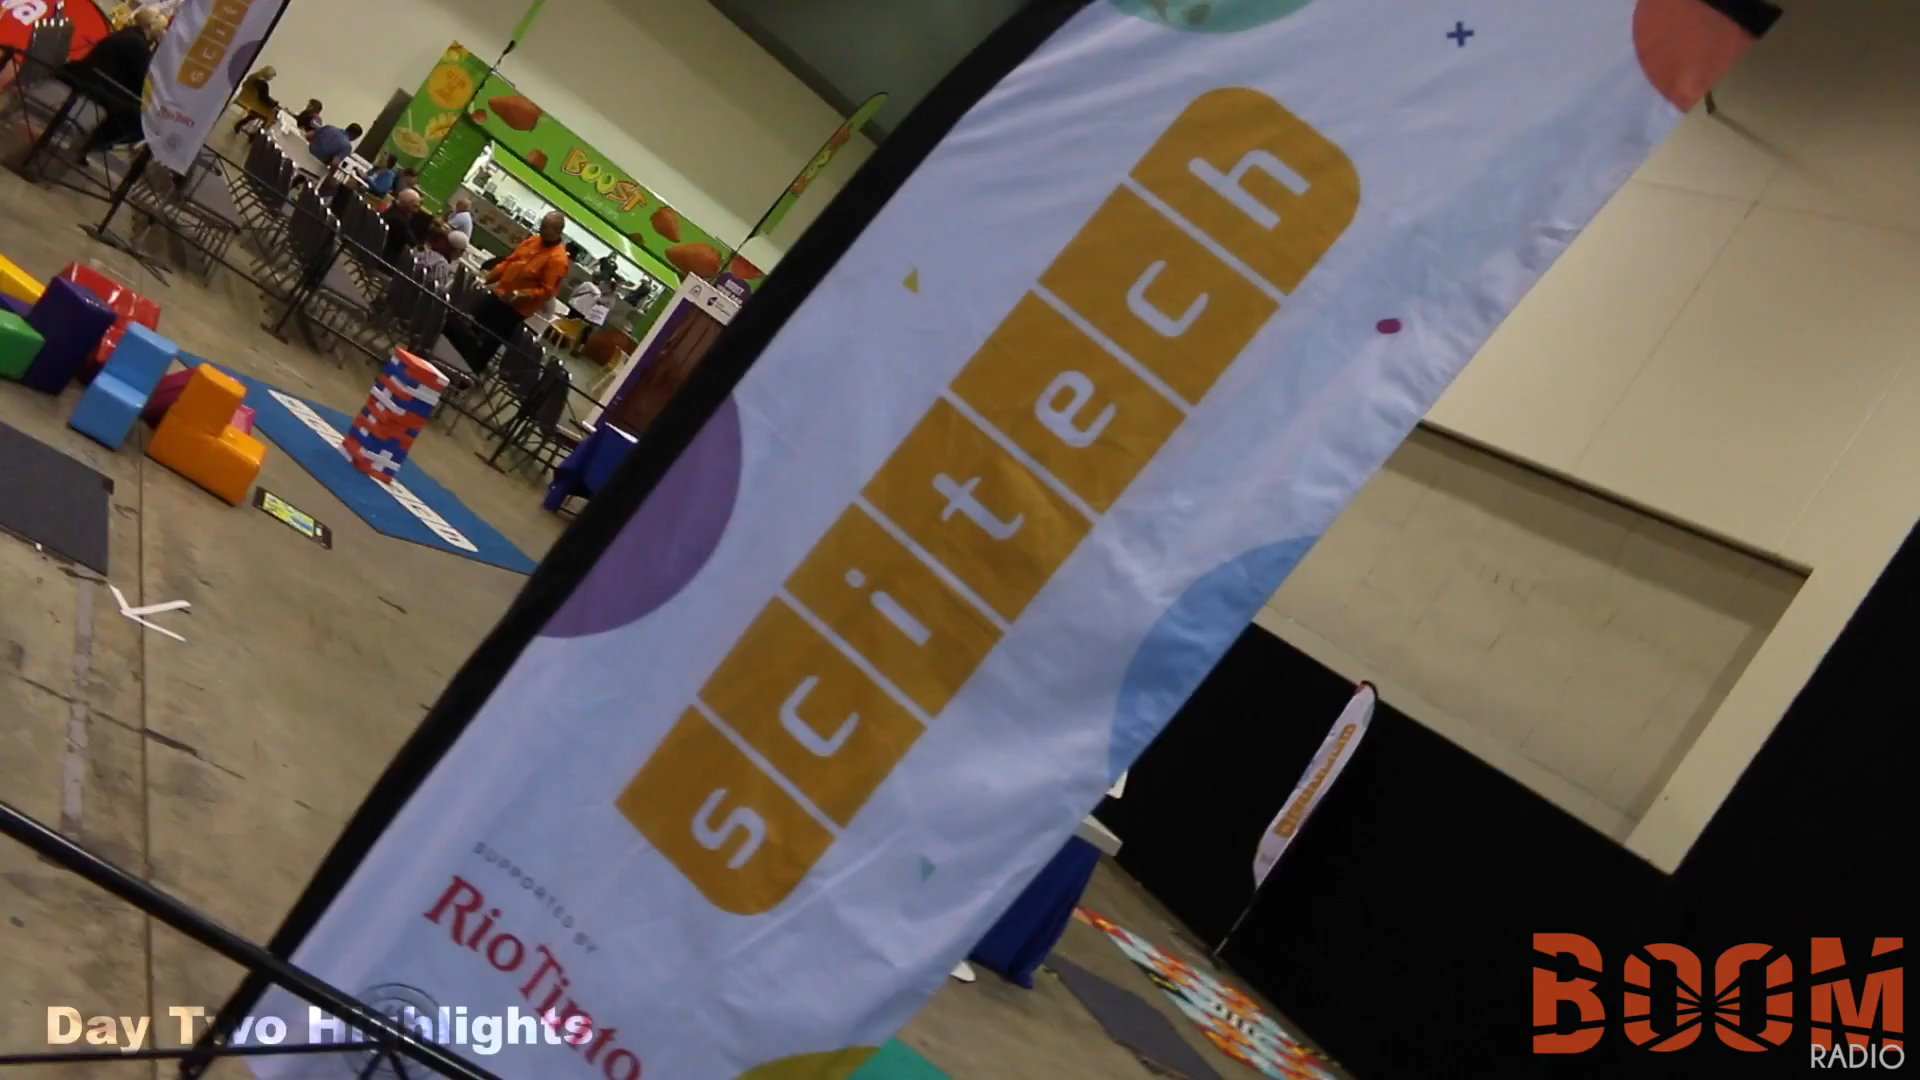 scitech
SUPPORTED BY
RioTinto
BOOST
Day Two Highlights
BOOM
RADIO